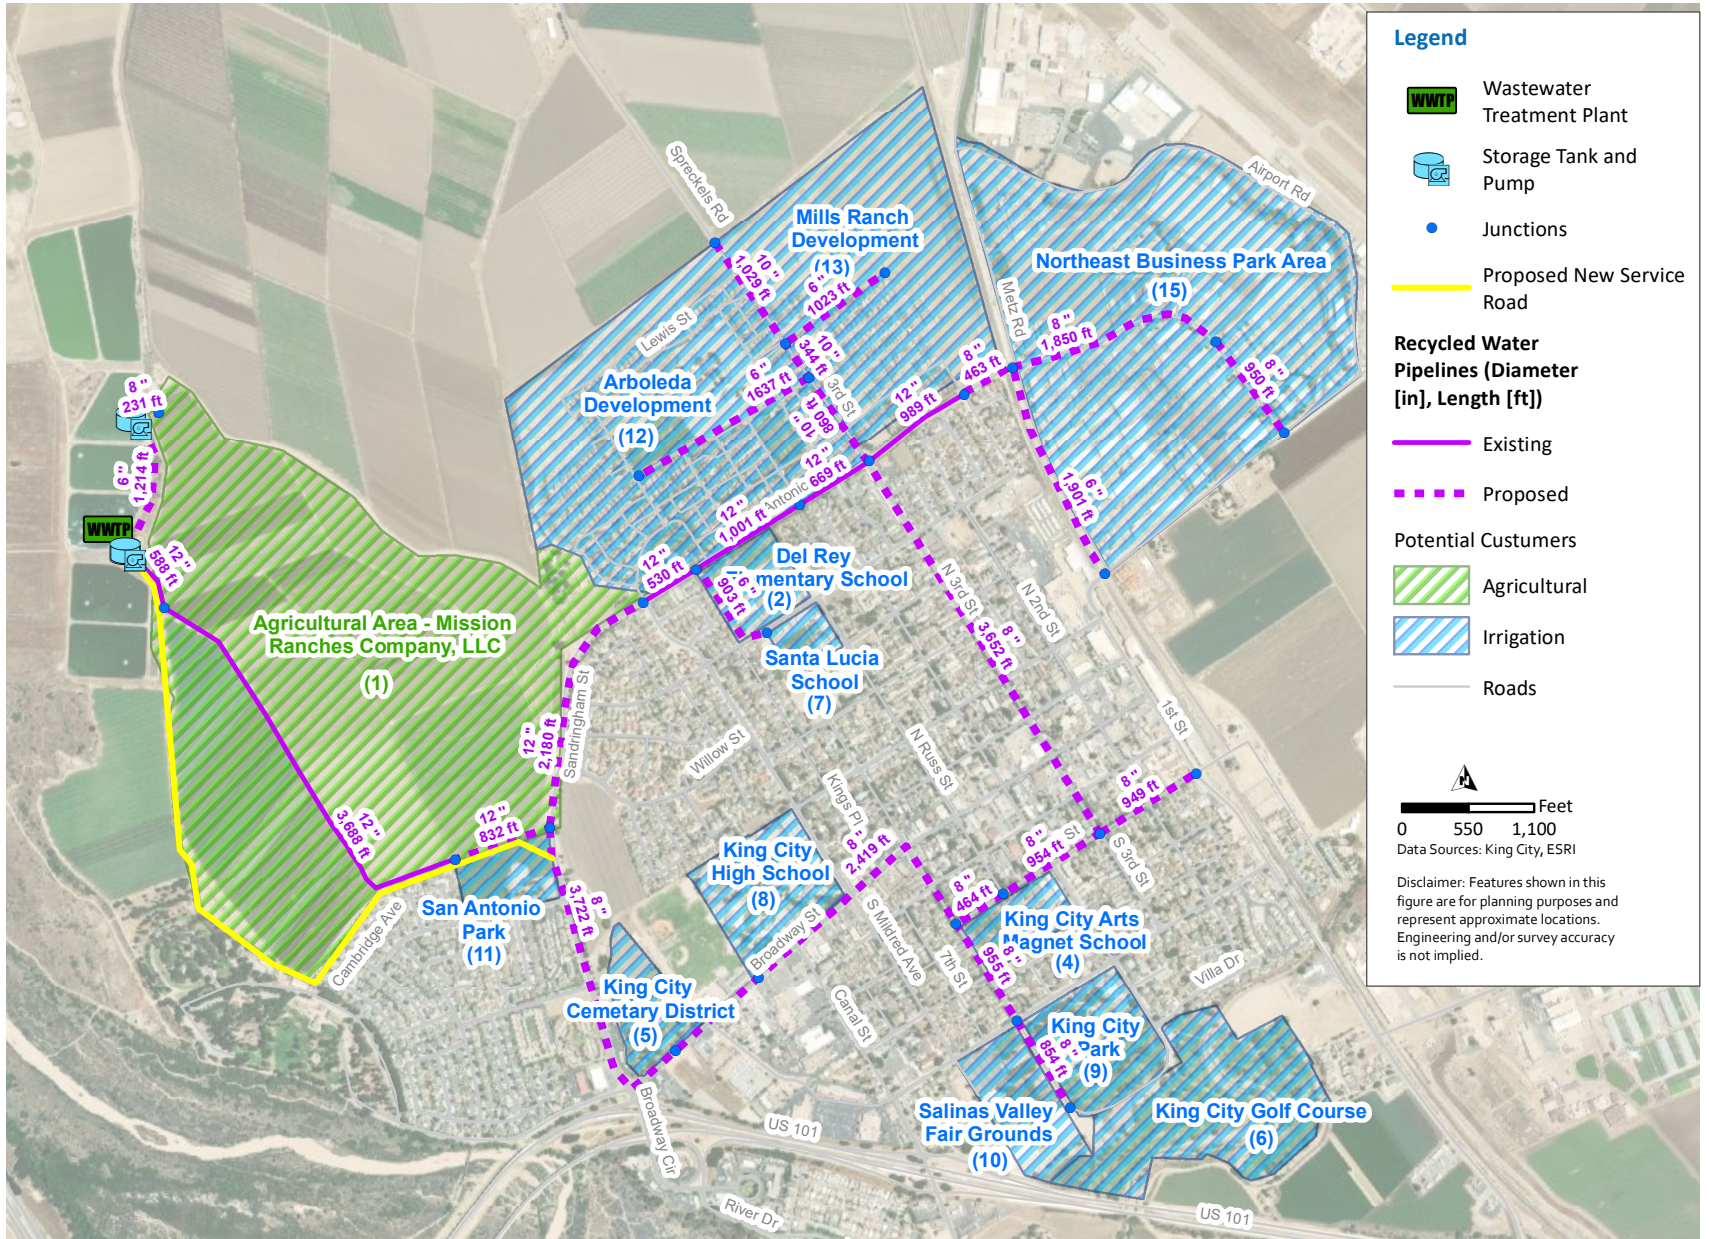 Spreckels Rd
Airport Rd
Mills Ranch
Development
(13)
Northeast Business Park Area
(15)
10 "
1,029 ft
6 "
1023 ft
Metz Rd
Lewis St
8 "
1,850 ft
8 "
950 ft
10 "
344 ft
8 "
463 ft
Arboleda
Development
(12)
6 "
1637 ft
3rd St
12 "
989 ft
8 "
231 ft
10 "
860 ft
12 "
669 ft
6 "
1,214 ft
6 "
1,901 ft
Antonio
12 "
1,001 ft
WWTP
12 "
588 ft
12 "
530 ft
Del Rey
Elementary School
(2)
6 "
903 ft
N 3rd St
N 2nd St
Agricultural Area - Mission
Ranches Company, LLC
(1)
8 "
3,652 ft
Santa Lucia
School
(7)
Sandringham St
12 "
2,180 ft
1st St
Willow St
N Russ St
Kings Pl
8 "
949 ft
12 "
3,688 ft
12 "
832 ft
8 "
2,419 ft
8 "
954 ft
St
S 3rd St
King City
High School
(8)
8 "
464 ft
San Antonio
Park
(11)
8 "
3,722 ft
S Mildred Ave
King City Arts
Magnet School
(4)
Cambridge Ave
Broadway St
7th St
8 "
955 ft
Villa Dr
King City
Cemetary District
(5)
Canal St
King City
Park
(9)
8 "
854 ft
Salinas Valley
Fair Grounds
(10)
King City Golf Course
(6)
Broadway Cir
US 101
River Dr
US 101
Legend
WWTP
Wastewater
Treatment Plant
Storage Tank and
Pump
Junctions
Proposed New Service
Road
Recycled Water
Pipelines (Diameter
[in], Length [ft])
Existing
Proposed
Potential Custumers
Agricultural
Irrigation
Roads
N
Feet
0 550 1,100
Data Sources: King City, ESRI
Disclaimer: Features shown in this
figure are for planning purposes and
represent approximate locations.
Engineering and/or survey accuracy
is not implied.